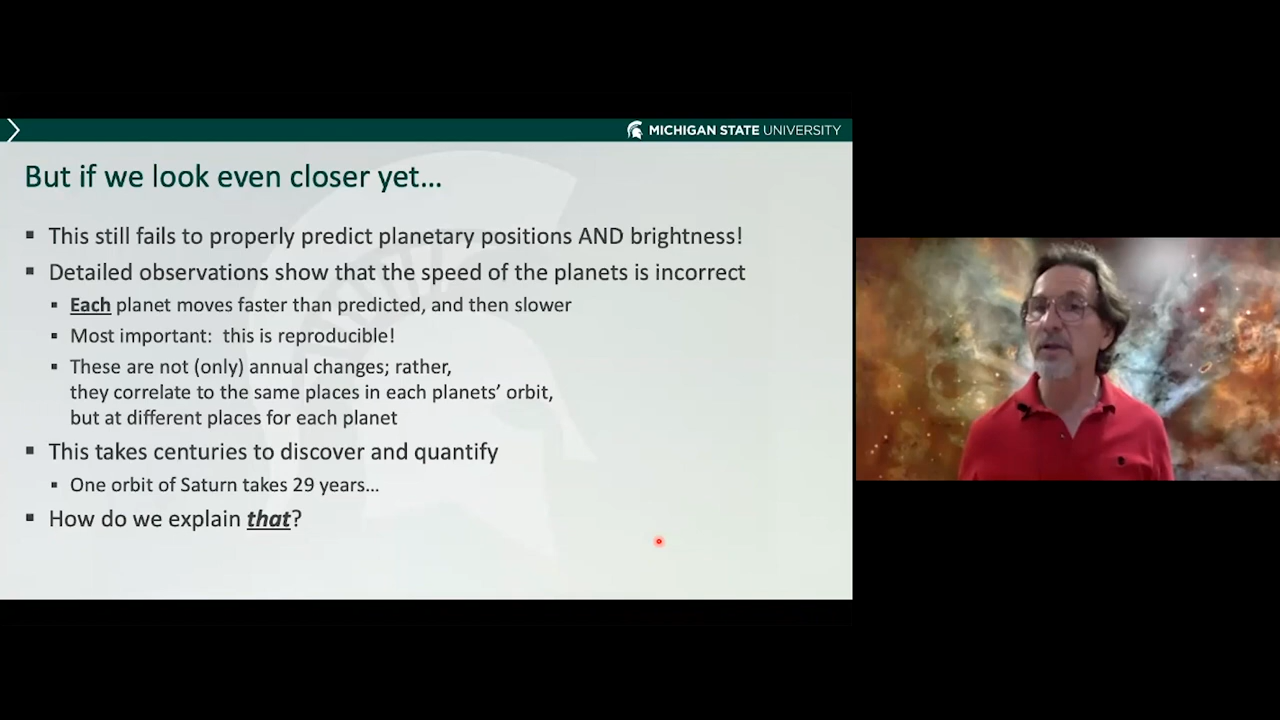 MICHIGAN STATE UNIVERSITY
But if we look even closer yet…
▪ This still fails to properly predict planetary positions AND brightness!
▪ Detailed observations show that the speed of the planets is incorrect
▪ Each planet moves faster than predicted, and then slower
▪ Most important: this is reproducible!
▪ These are not (only) annual changes; rather,
they correlate to the same places in each planets’ orbit,
but at different places for each planet
▪ This takes centuries to discover and quantify
▪ One orbit of Saturn takes 29 years…
▪ How do we explain that?